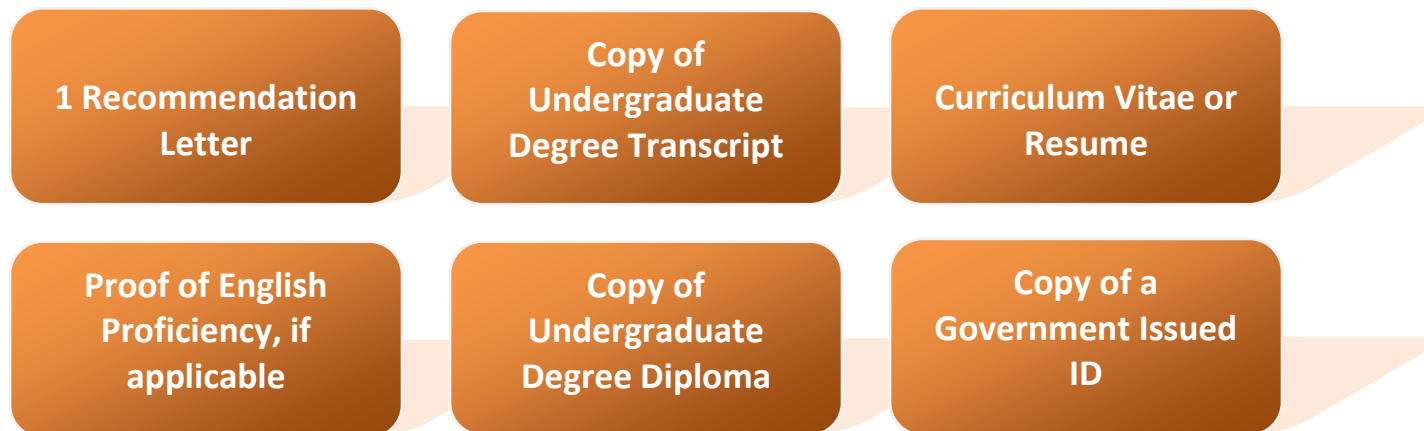 1 Recommendation
Letter
Copy of
Undergraduate
Degree Transcript
Curriculum Vitae or
Resume
Proof of English
Proficiency, if
applicable
Copy of
Undergraduate
Degree Diploma
Copy of a
Government Issued
ID